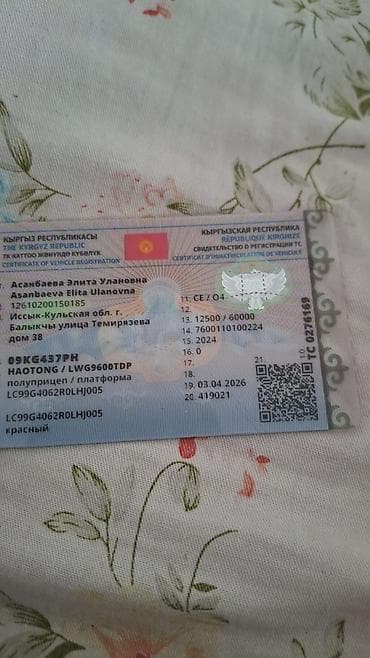 КЫРГЫЗ РЕСПУБЛИКАСЫ
THE KYRGYZ REPUBLIC
ТК КАТТОО ЖӨНҮНДӨ КҮБӨЛҮК
CERTIFICATE OF VEHICLE REGISTRATION
КЫРГЫЗСКАЯ РЕСПУБЛИКА
REPUBLIQUE KIRGHIZE
СВИДЕТЕЛЬСТВО О РЕГИСТРАЦИИ ТС
CERTIFICAT D'IMMATRICULATION DE VEHICULE
Асанбаева Элита Улановна
Asanbaeva Elita Ulanovna
12610200150185
Иссык-Кульская обл. г.
Балыкчы улица Темирязева
дом 38
09KG437PH
HAOTONG / LWG9600TDP
полуприцеп / платформа
LC99G4062R0LHJ005
LC99G4062R0LHJ005
красный
11. CE / O4
12.
13. 12500 / 60000
14. 7600110100224
15. 2024
16. 0
17.
18.
19. 03.04 2026
20. 419021
21.
TC 0276169